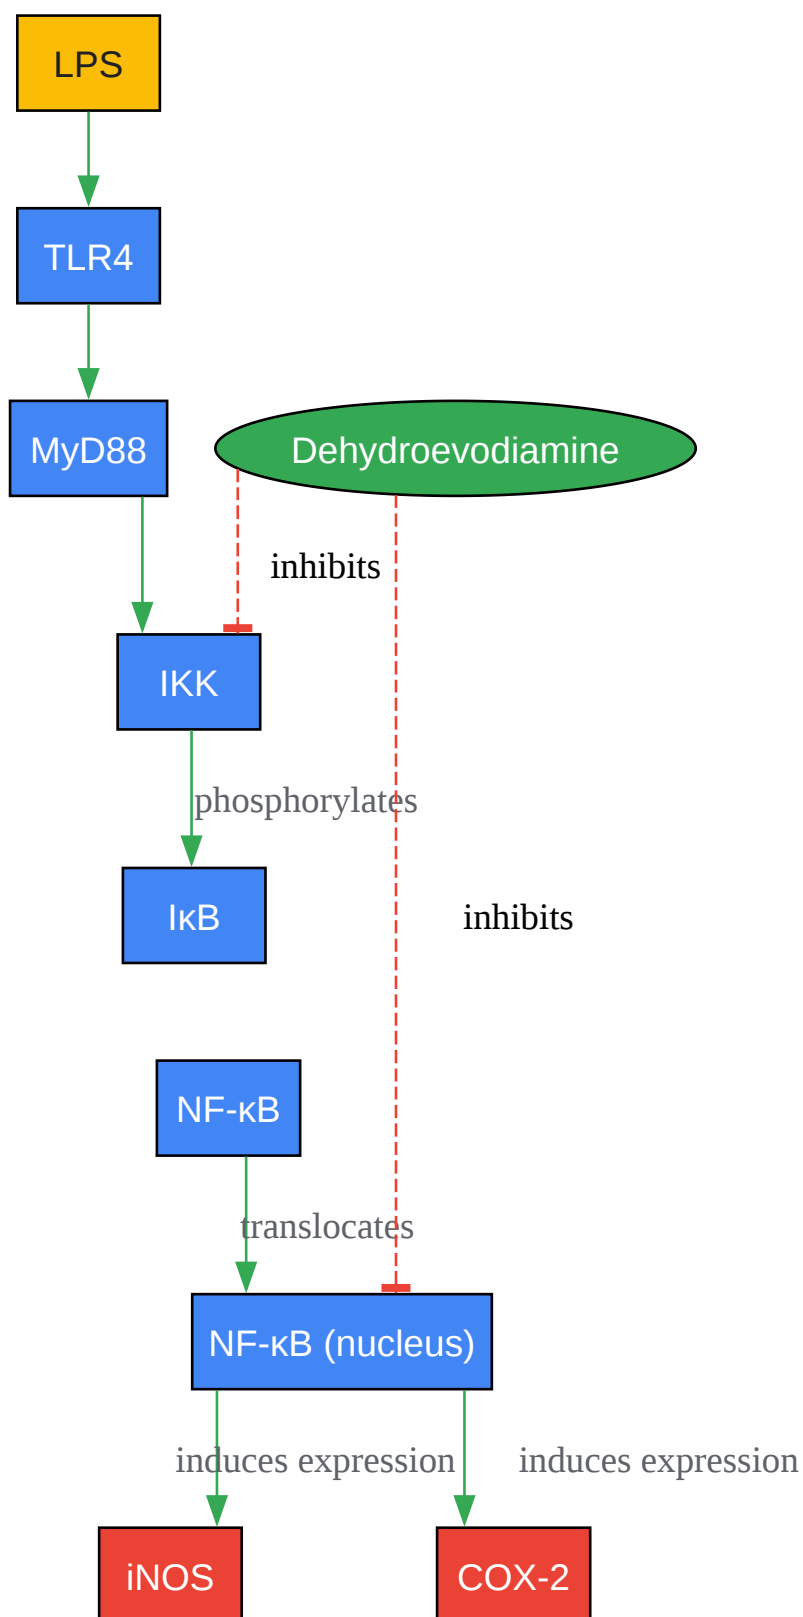 LPS
TLR4
MyD88
Dehydroevodiamine
inhibits
IKK
phosphorylates
IκB
inhibits
NF-κB
translocates
NF-κB (nucleus)
induces expression
induces expression
iNOS
COX-2